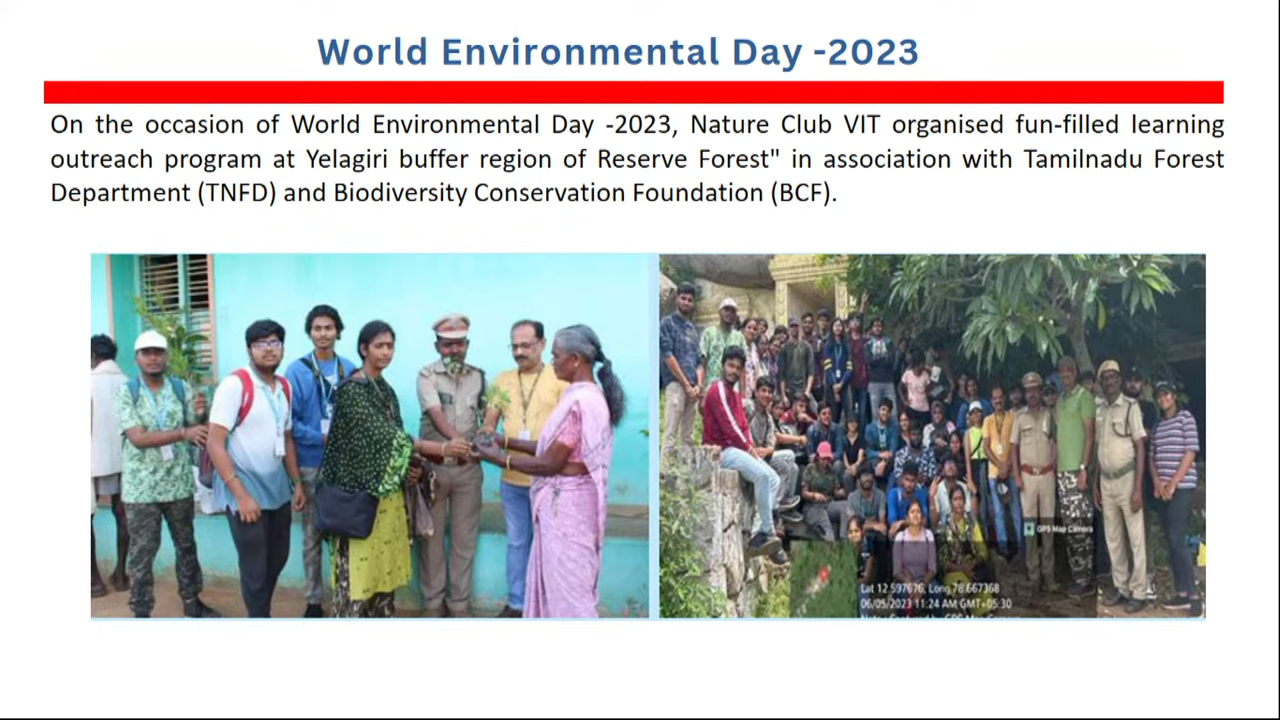 World Environmental Day -2023
On the occasion of World Environmental Day -2023, Nature Club VIT organised fun-filled learning
outreach program at Yelagiri buffer region of Reserve Forest" in association with Tamilnadu Forest
Department (TNFD) and Biodiversity Conservation Foundation (BCF).
GPS Map Camera
Lat 12.597676, Long 78.667368
06/05/2023 11:24 AM GMT+05:30